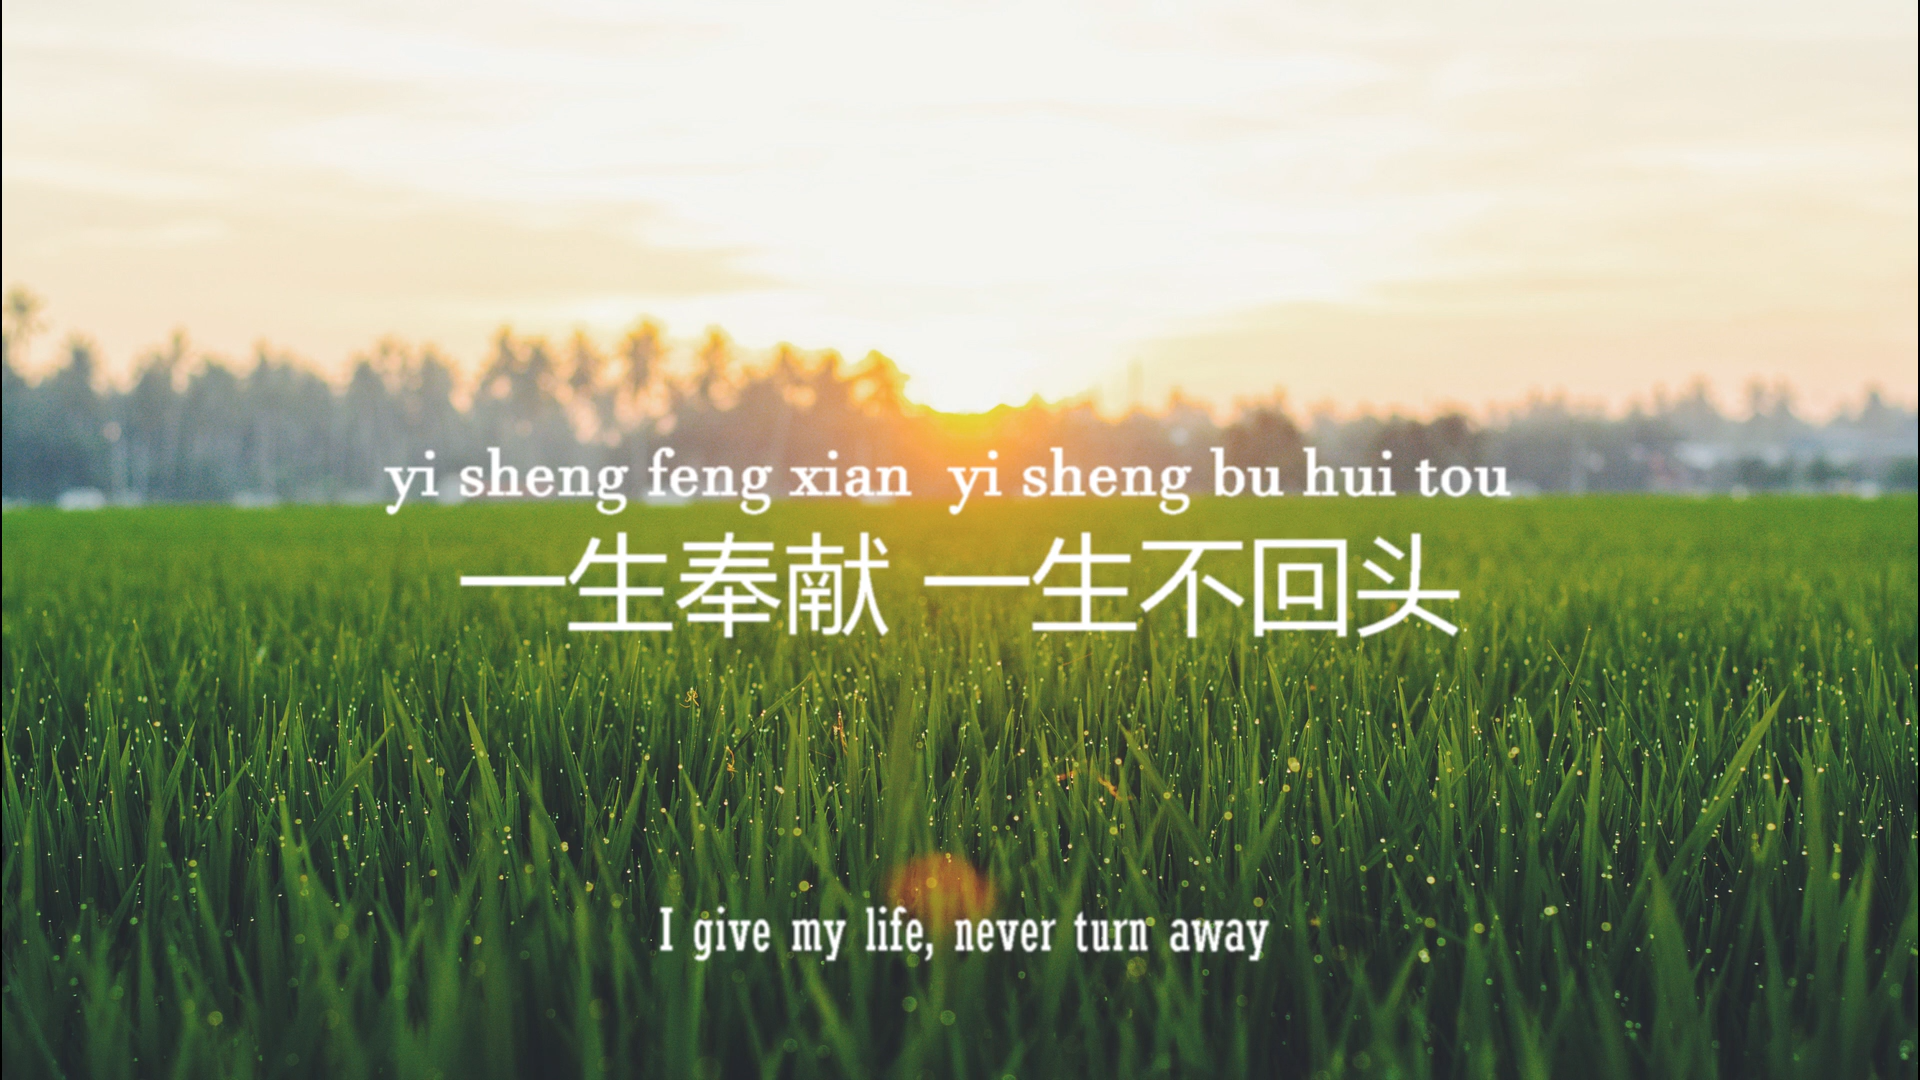 yi sheng feng xian yi sheng bu hui tou
一生奉献 一生不回头
I give my life, never turn away